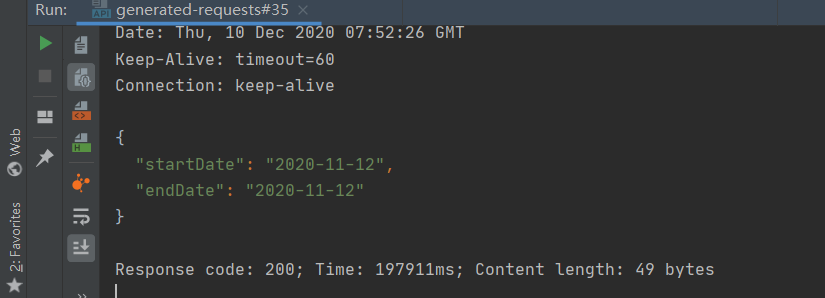 Run: generated-requests#35
Date: Thu, 10 Dec 2020 07:52:26 GMT
Keep-Alive: timeout=60
Connection: keep-alive
{
"startDate": "2020-11-12",
"endDate": "2020-11-12"
}
Response code: 200; Time: 197911ms; Content length: 49 bytes
Web
2: Favorites
API
H